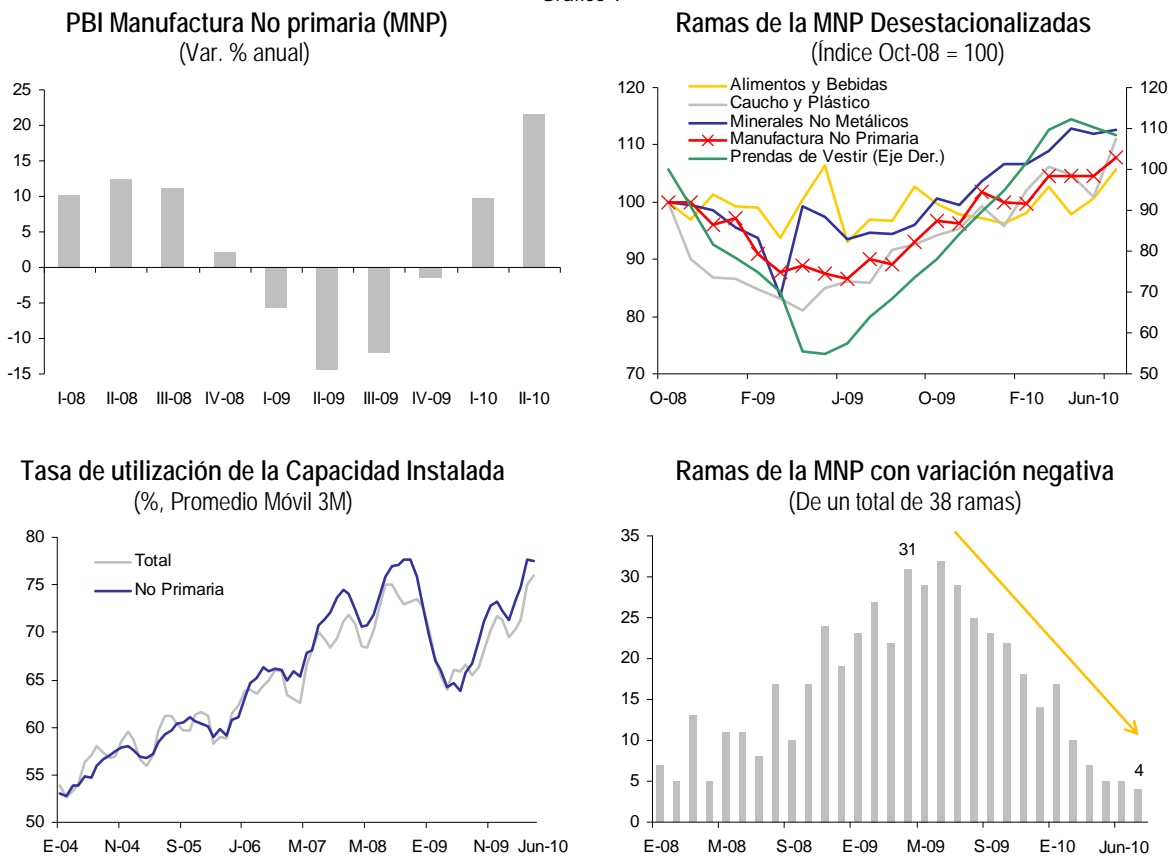 PBI Manufactura No primaria (MNP)
(Var. % anual)
25
20
15
10
5
0
-5
-10
-15
I-08 II-08 III-08 IV-08 I-09 II-09 III-09 IV-09 I-10 II-10
Ramas de la MNP Desestacionalizadas
(Índice Oct-08 = 100)
120
110
100
90
80
70
Alimentos y Bebidas
Caucho y Plástico
Minerales No Metálicos
Manufactura No Primaria
Prendas de Vestir (Eje Der.)
120
110
100
90
80
70
60
50
O-08 F-09 J-09 O-09 F-10 Jun-10
Tasa de utilización de la Capacidad Instalada
(%, Promedio Móvil 3M)
80
75
70
65
60
55
50
Total
No Primaria
E-04 N-04 S-05 J-06 M-07 M-08 E-09 N-09 Jun-10
Ramas de la MNP con variación negativa
(De un total de 38 ramas)
35
30
25
20
15
10
5
0
31
4
E-08 M-08 S-08 E-09 M-09 S-09 E-10 Jun-10